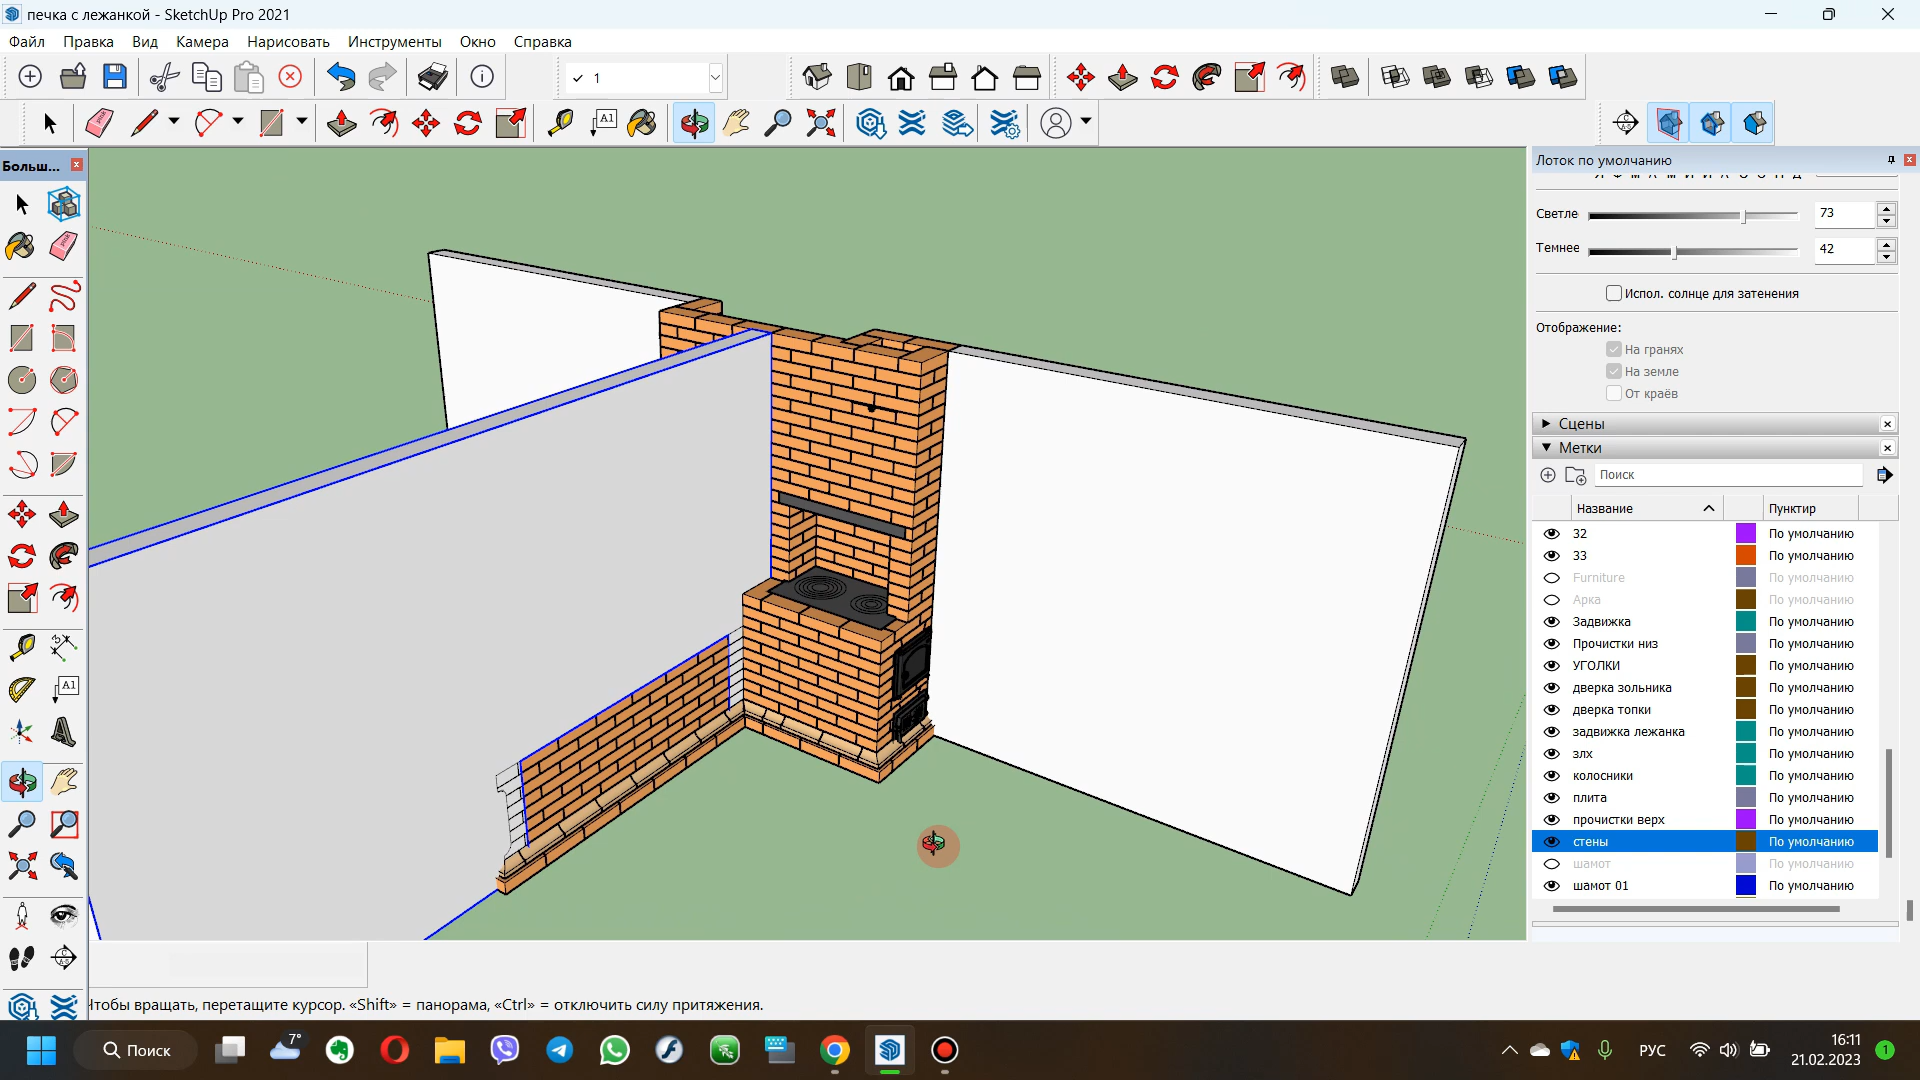 печка с лежанкой - SketchUp Pro 2021
Файл Правка Вид Камера Нарисовать Инструменты Окно Справка
1
Больш...
Лоток по умолчанию
Светле 73
Темнее 42
Испол. солнце для затенения
Отображение:
На гранях
На земле
От краёв
Сцены
Метки
Поиск
Название Пунктир
32 По умолчанию
33 По умолчанию
Furniture По умолчанию
Арка По умолчанию
Задвижка По умолчанию
Прочистки низ По умолчанию
УГОЛКИ По умолчанию
дверка зольника По умолчанию
дверка топки По умолчанию
задвижка лежанка По умолчанию
злх По умолчанию
колосники По умолчанию
плита По умолчанию
прочистки верх По умолчанию
стены По умолчанию
шамот По умолчанию
шамот 01 По умолчанию
Чтобы вращать, перетащите курсор. «Shift» = панорама, «Ctrl» = отключить силу притяжения.
Поиск
7°
РУС
16:11
21.02.2023
1